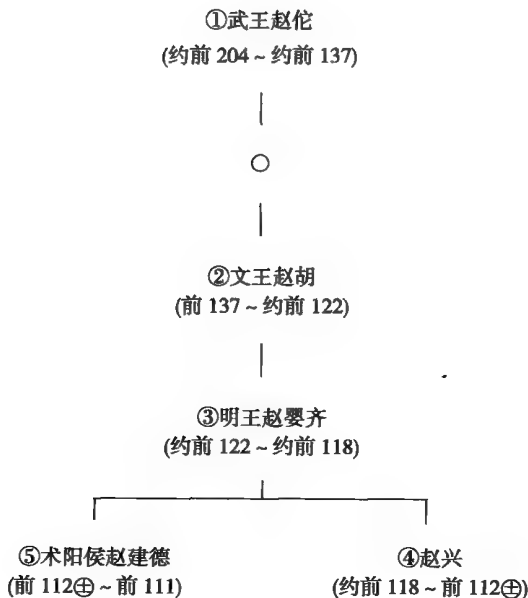 ①武王赵佗
(约前 204 ~ 约前 137)
○
②文王赵胡
(前 137 ~ 约前 122)
③明王赵婴齐
(约前 122 ~ 约前 118)
⑤术阳侯赵建德
(前 112㊏ ~ 前 111)
④赵兴
(约前 118 ~ 前 112㊏)